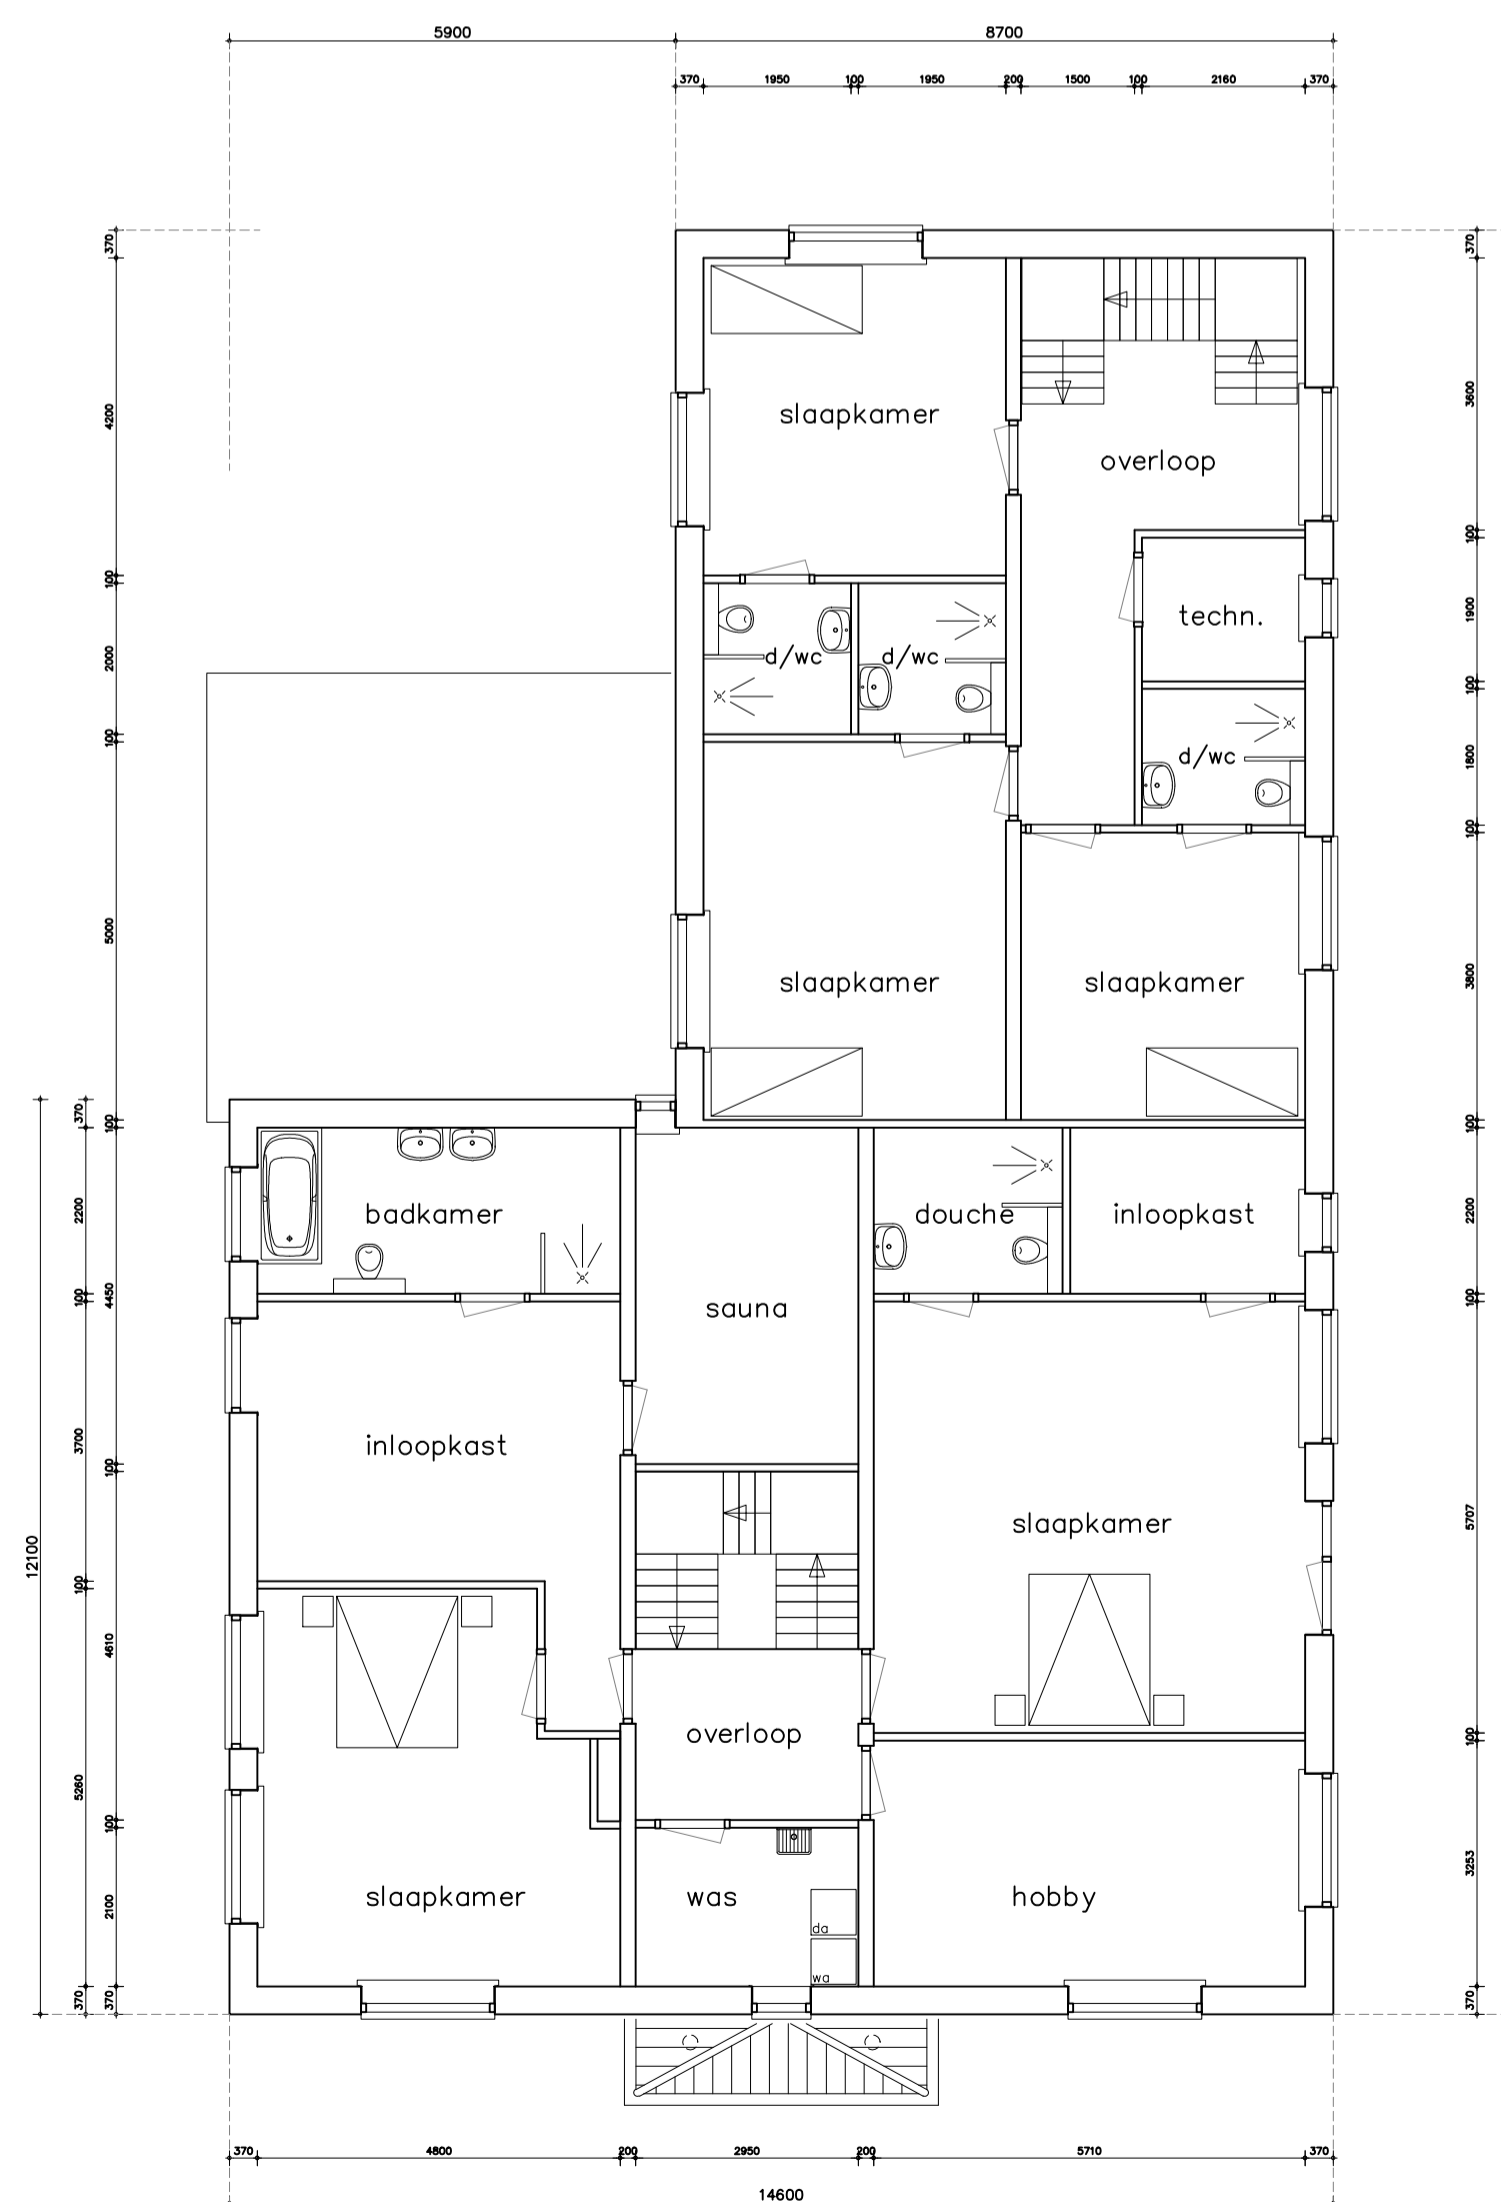 5900 8700
370 1950 100 1950 200 1500 100 2160 370
370 370
4200 slaapkamer 3600
overloop
100
100 techn. 1900
2000 d/wc d/wc
100
100 d/wc 1800
100
5000 slaapkamer slaapkamer 3800
370 100 100
2200 badkamer douche inloopkast 2200
100 4450 100
sauna
3700 inloopkast
100
slaapkamer 5707
12100
100
4610
overloop 100
5260
100
2100 slaapkamer was hobby 3253
da
wa
370 370 370
370 4800 200 2950 200 5710 370
14600